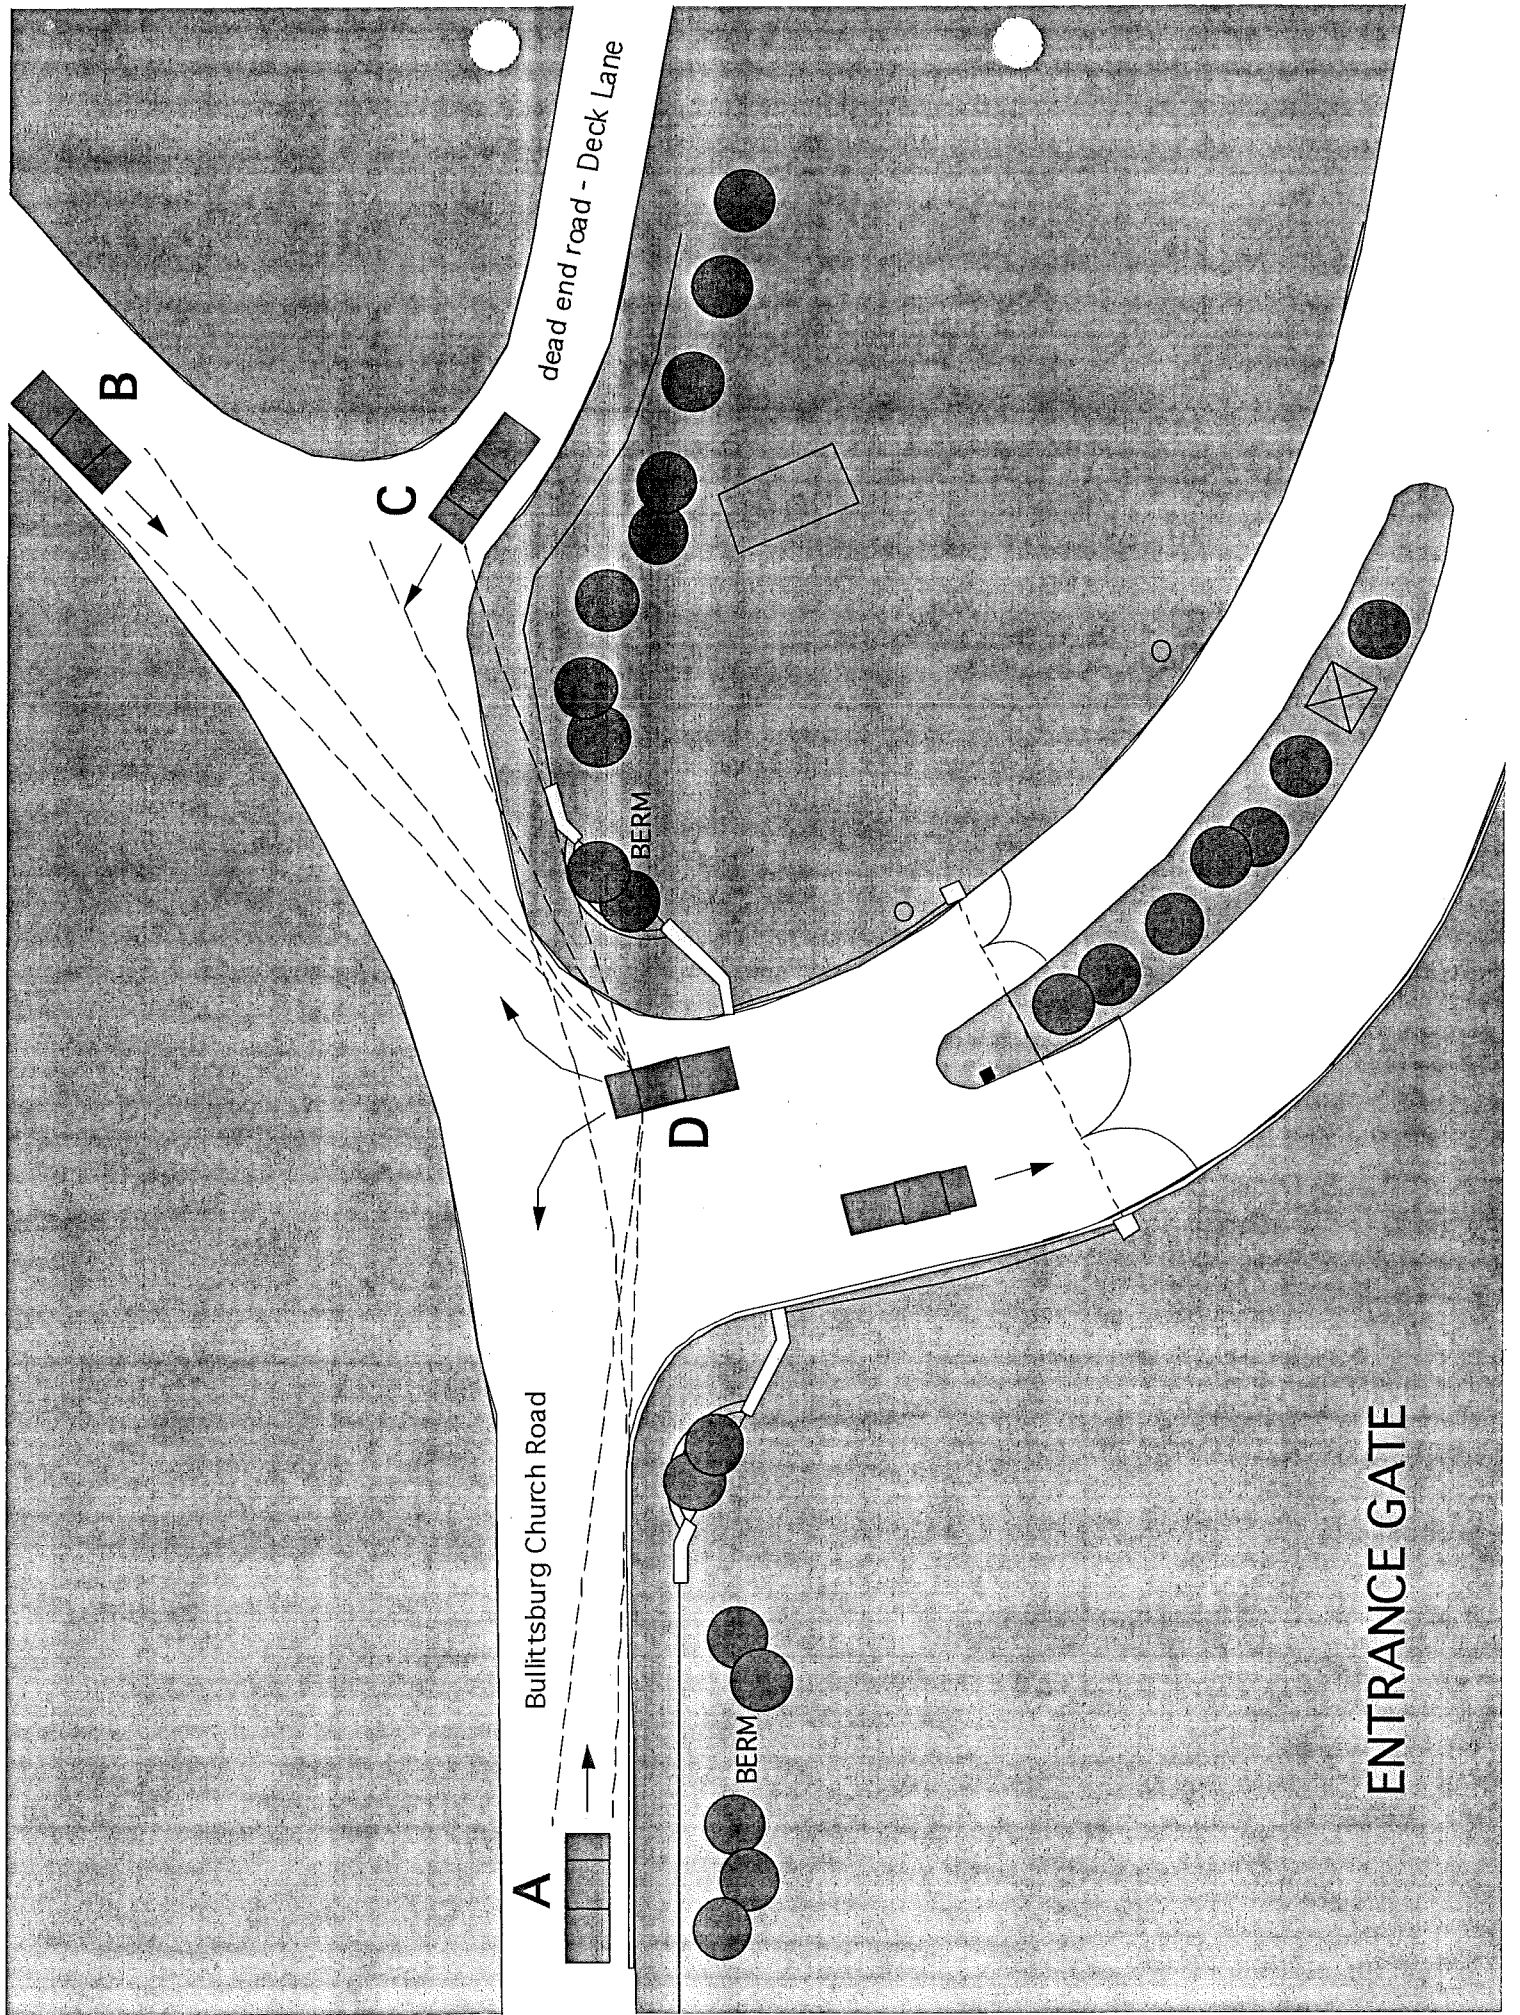 A
Bullittsburg Church Road
B
C
dead end road - Deck Lane
D
BERM
BERM
ENTRANCE GATE